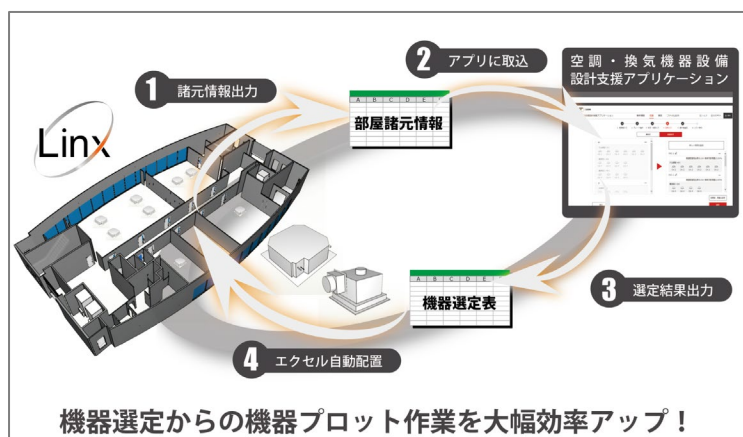 Linx
1 諸元情報出力
A B C D E
部屋諸元情報
2 アプリに取込
空調・換気機器設備
設計支援アプリケーション
3 選定結果出力
A B C D E
機器選定表
4 エクセル自動配置
機器選定からの機器プロット作業を大幅効率アップ！